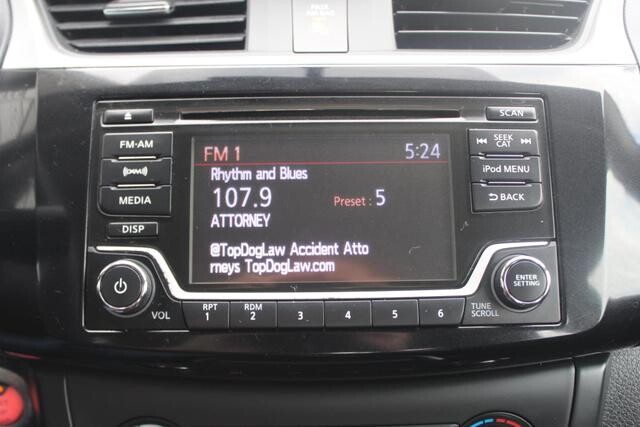 PASS
AIR BAG
SCAN
FM·AM
SEEK
CAT
(((XM)))
iPod MENU
MEDIA
BACK
DISP
FM 1 5:24
Rhythm and Blues
107.9 Preset : 5
ATTORNEY
@TopDogLaw Accident Atto
rneys TopDogLaw.com
ENTER
SETTING
VOL
RPT
1
RDM
2
3
4
5
6
TUNE
SCROLL